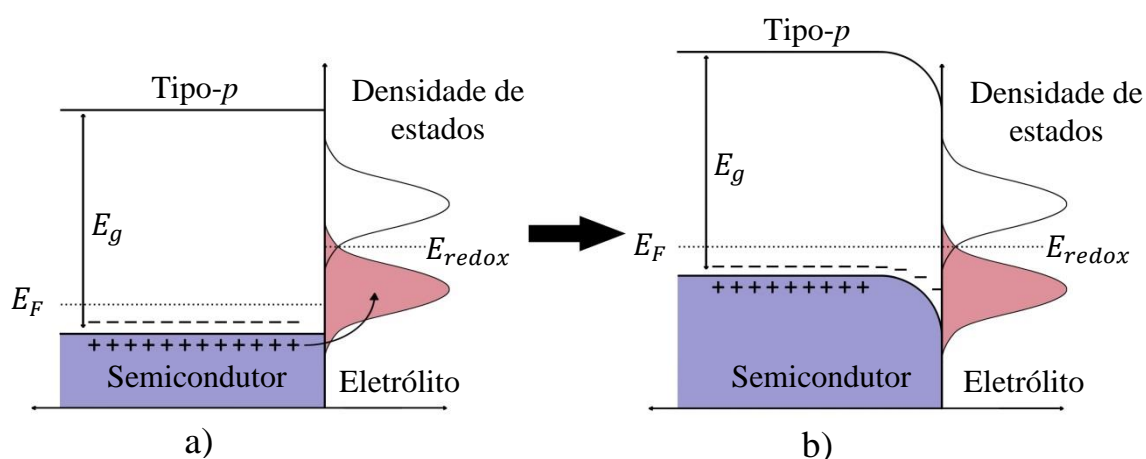 Tipo-p
Densidade de
estados
E_g
E_redox
E_F
− − − − − − − − − −
+ + + + + + + + + + + +
Semicondutor
Eletrólito
a)
Tipo-p
Densidade de
estados
E_g
E_F
E_redox
+ + + + + + + + +
Semicondutor
Eletrólito
b)